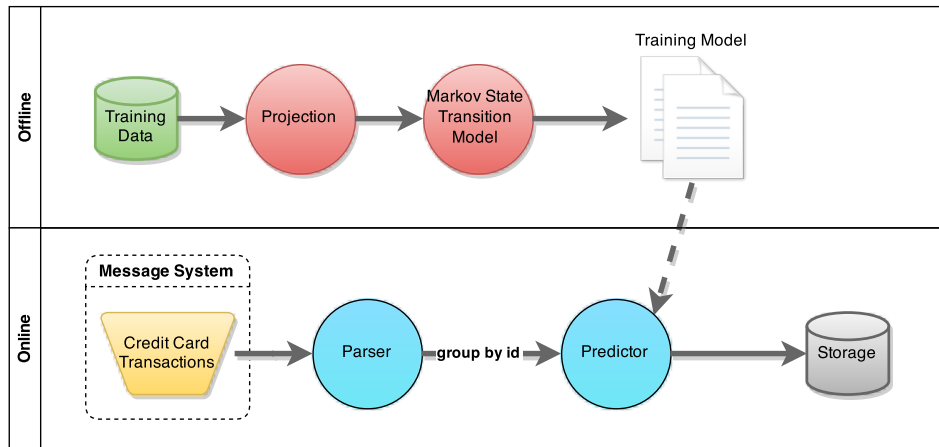 Offline
Training Model
Training
Data
Projection
Markov State
Transition
Model
Online
Message System
Credit Card
Transactions
Parser
group by id
Predictor
Storage